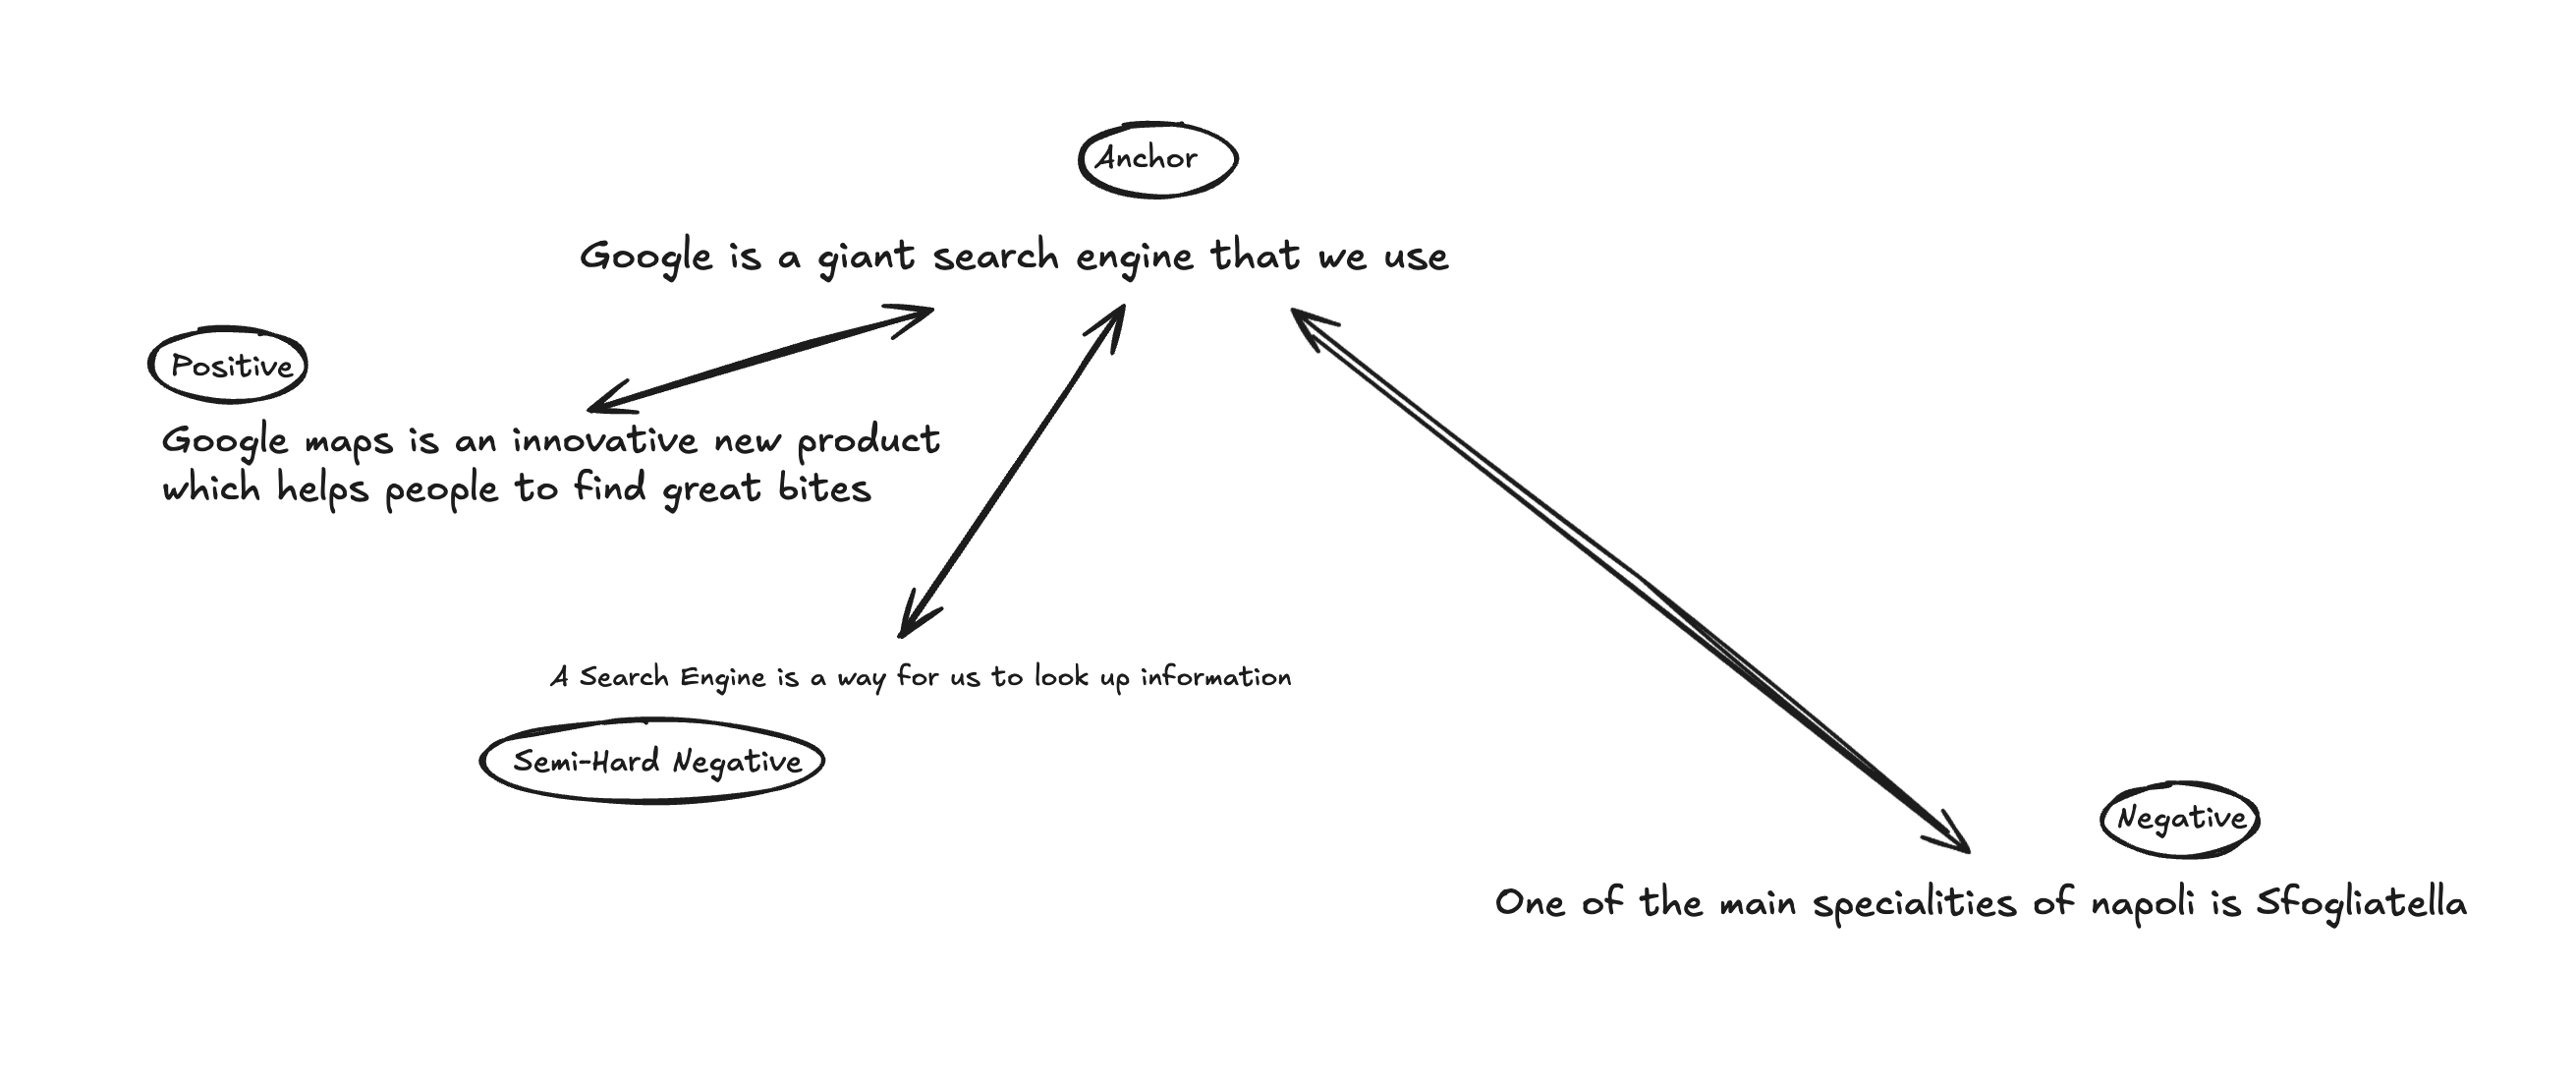 Anchor
Google is a giant search engine that we use
Positive
Google maps is an innovative new product
which helps people to find great bites
A Search Engine is a way for us to look up information
Semi-Hard Negative
Negative
One of the main specialities of napoli is Sfogliatella